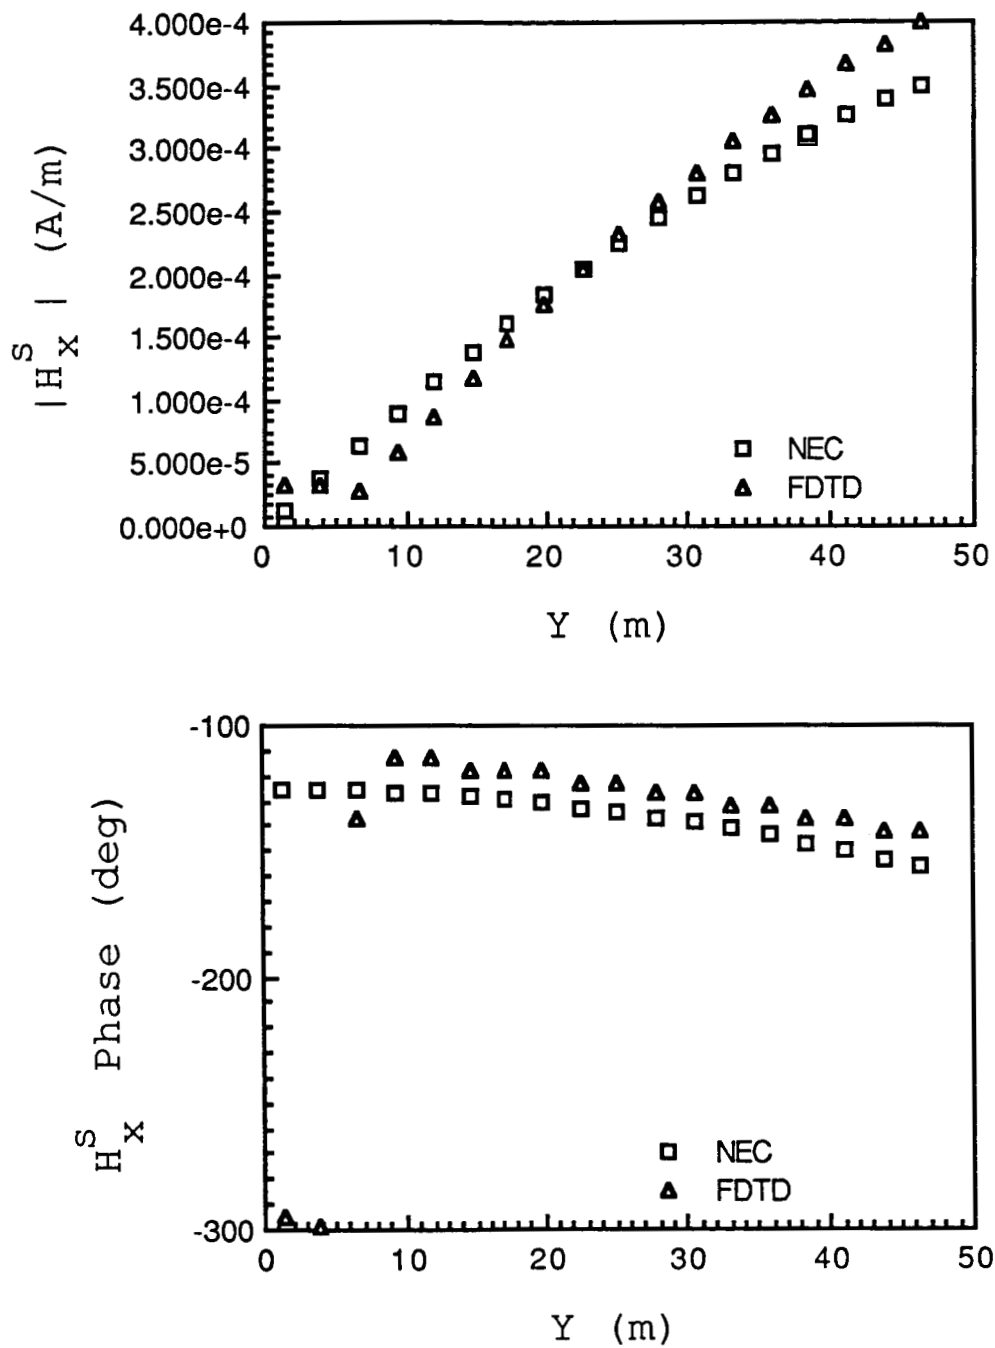 4.000e-4
3.500e-4
3.000e-4
2.500e-4
2.000e-4
1.500e-4
1.000e-4
5.000e-5
0.000e+0
|H_x^S| (A/m)
NEC
FDTD
0 10 20 30 40 50
Y (m)
-100
-200
-300
H_x^S Phase (deg)
NEC
FDTD
0 10 20 30 40 50
Y (m)